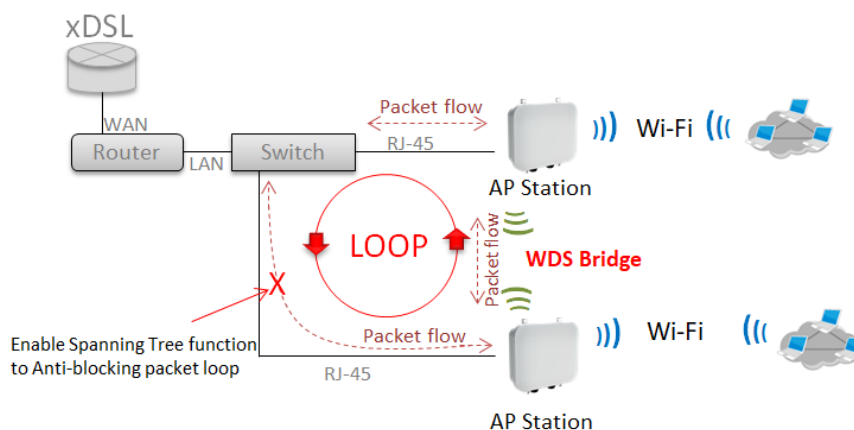 xDSL
WAN
Router
LAN
Switch
Packet flow
RJ-45
AP Station
Wi-Fi
LOOP
Packet flow
WDS Bridge
X
Enable Spanning Tree function
to Anti-blocking packet loop
Packet flow
RJ-45
AP Station
Wi-Fi